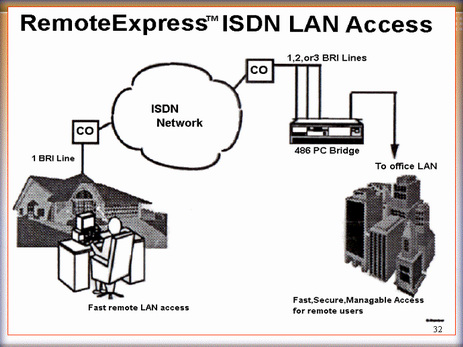 RemoteExpress™ ISDN LAN Access
1,2,or3 BRI Lines
CO
ISDN
Network
CO
486 PC Bridge
1 BRI Line
To office LAN
Fast remote LAN access
Fast,Secure,Managable Access
for remote users
32